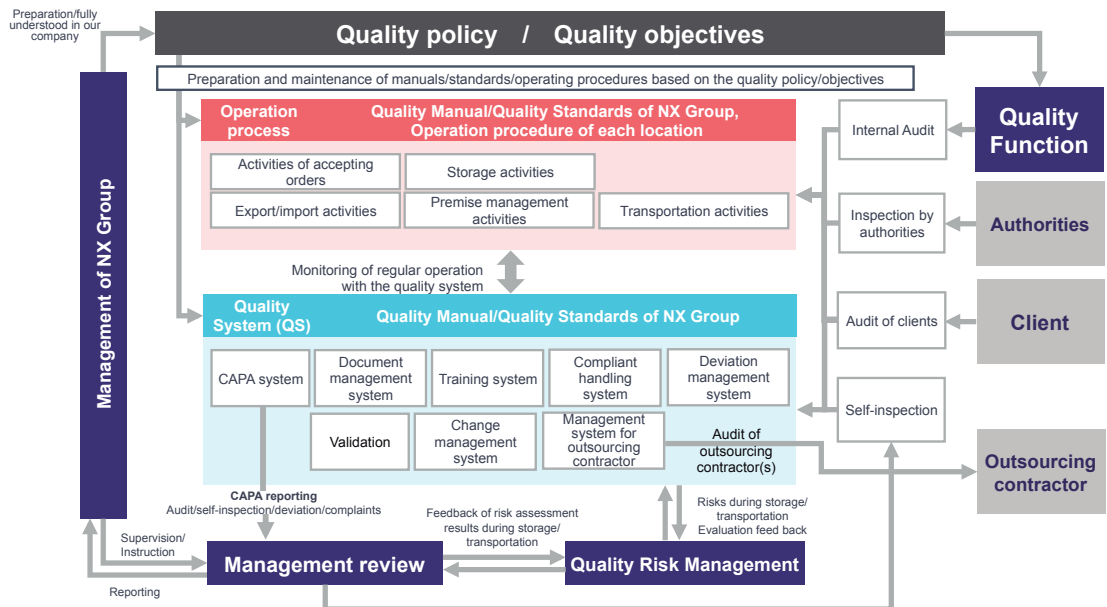 Preparation/fully
understood in our
company
Quality policy / Quality objectives
Preparation and maintenance of manuals/standards/operating procedures based on the quality policy/objectives
Management of NX Group
Operation
process
Quality Manual/Quality Standards of NX Group,
Operation procedure of each location
Activities of accepting
orders
Storage activities
Export/import activities
Premise management
activities
Transportation activities
Monitoring of regular operation
with the quality system
Quality
System (QS)
Quality Manual/Quality Standards of NX Group
CAPA system
Document
management
system
Training system
Compliant
handling
system
Deviation
management
system
Validation
Change
management
system
Management
system for
outsourcing
contractor
Audit of
outsourcing
contractor(s)
Internal Audit
Quality
Function
Inspection by
authorities
Authorities
Audit of clients
Client
Self-inspection
Outsourcing
contractor
CAPA reporting
Audit/self-inspection/deviation/complaints
Feedback of risk assessment
results during storage/
transportation
Risks during storage/
transportation
Evaluation feed back
Supervision/
Instruction
Management review
Quality Risk Management
Reporting